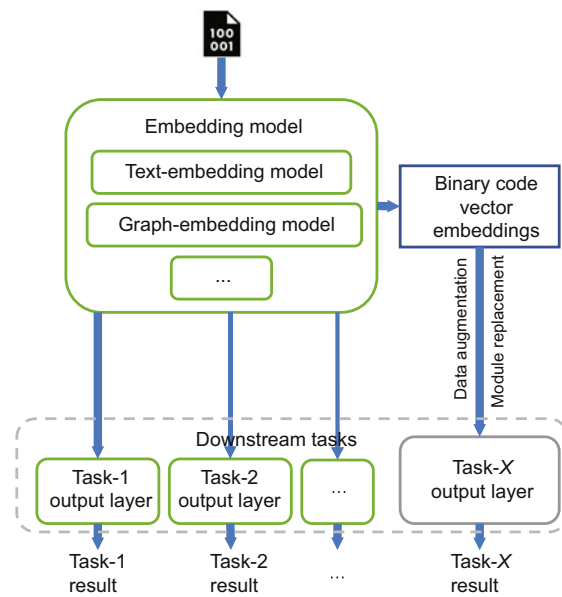 100
001
Embedding model
Text-embedding model
Graph-embedding model
...
Binary code
vector
embeddings
Data augmentation
Module replacement
Downstream tasks
Task-1
output layer
Task-2
output layer
...
Task-X
output layer
Task-1
result
Task-2
result
...
Task-X
result